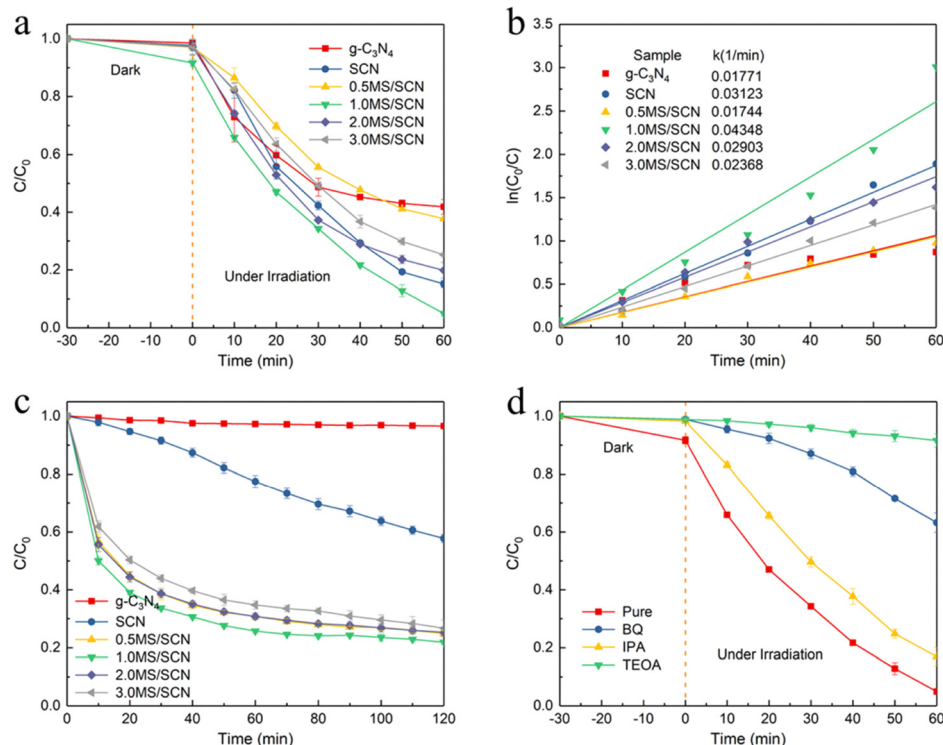 a
C/C₀
1.0
0.8
0.6
0.4
0.2
0.0
Dark
Under Irradiation
g-C₃N₄
SCN
0.5MS/SCN
1.0MS/SCN
2.0MS/SCN
3.0MS/SCN
-30 -20 -10 0 10 20 30 40 50 60
Time (min)
b
ln(C₀/C)
3.5
3.0
2.5
2.0
1.5
1.0
0.5
0.0
Sample k(1/min)
g-C₃N₄ 0.01771
SCN 0.03123
0.5MS/SCN 0.01744
1.0MS/SCN 0.04348
2.0MS/SCN 0.02903
3.0MS/SCN 0.02368
0 10 20 30 40 50 60
Time (min)
c
C/C₀
1.0
0.8
0.6
0.4
0.2
0.0
g-C₃N₄
SCN
0.5MS/SCN
1.0MS/SCN
2.0MS/SCN
3.0MS/SCN
0 20 40 60 80 100 120
Time (min)
d
C/C₀
1.0
0.8
0.6
0.4
0.2
0.0
Dark
Under Irradiation
Pure
BQ
IPA
TEOA
-30 -20 -10 0 10 20 30 40 50 60
Time (min)